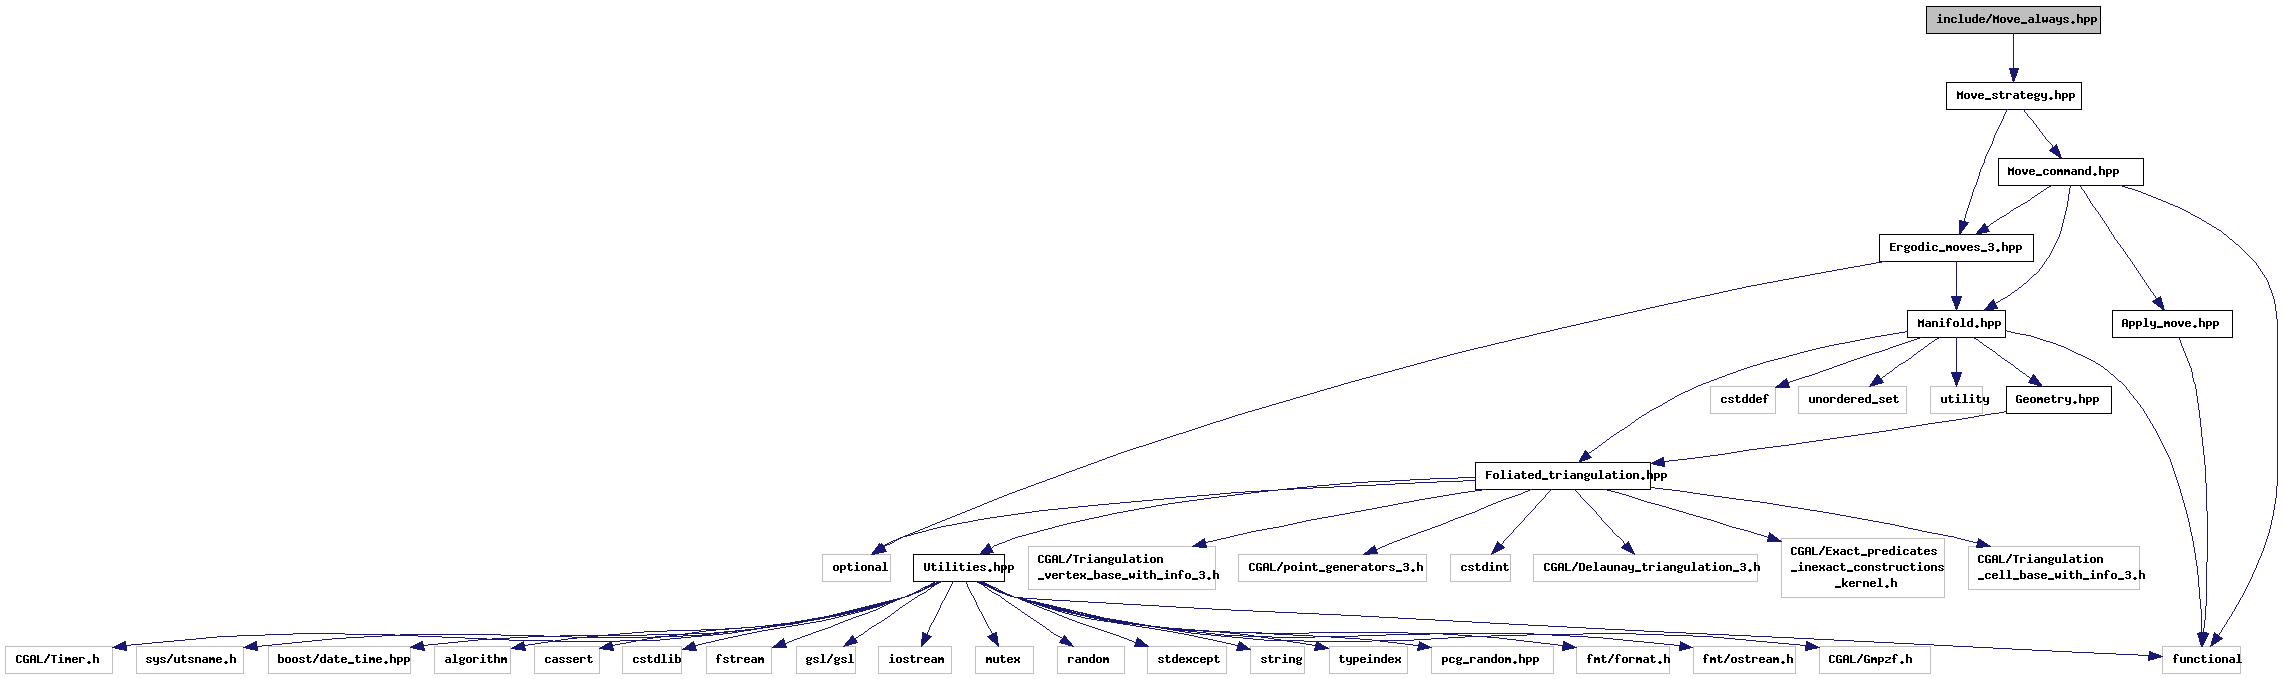 include/Move_always.hpp
Move_strategy.hpp
Move_command.hpp
Ergodic_moves_3.hpp
Manifold.hpp
Apply_move.hpp
cstddef
unordered_set
utility
Geometry.hpp
Foliated_triangulation.hpp
optional
Utilities.hpp
CGAL/Triangulation
_vertex_base_with_info_3.h
CGAL/point_generators_3.h
cstdint
CGAL/Delaunay_triangulation_3.h
CGAL/Exact_predicates
_inexact_constructions
_kernel.h
CGAL/Triangulation
_cell_base_with_info_3.h
CGAL/Timer.h
sys/utsname.h
boost/date_time.hpp
algorithm
cassert
cstdlib
fstream
gsl/gsl
iostream
mutex
random
stdexcept
string
typeindex
pcg_random.hpp
fmt/format.h
fmt/ostream.h
CGAL/Gmpzf.h
functional